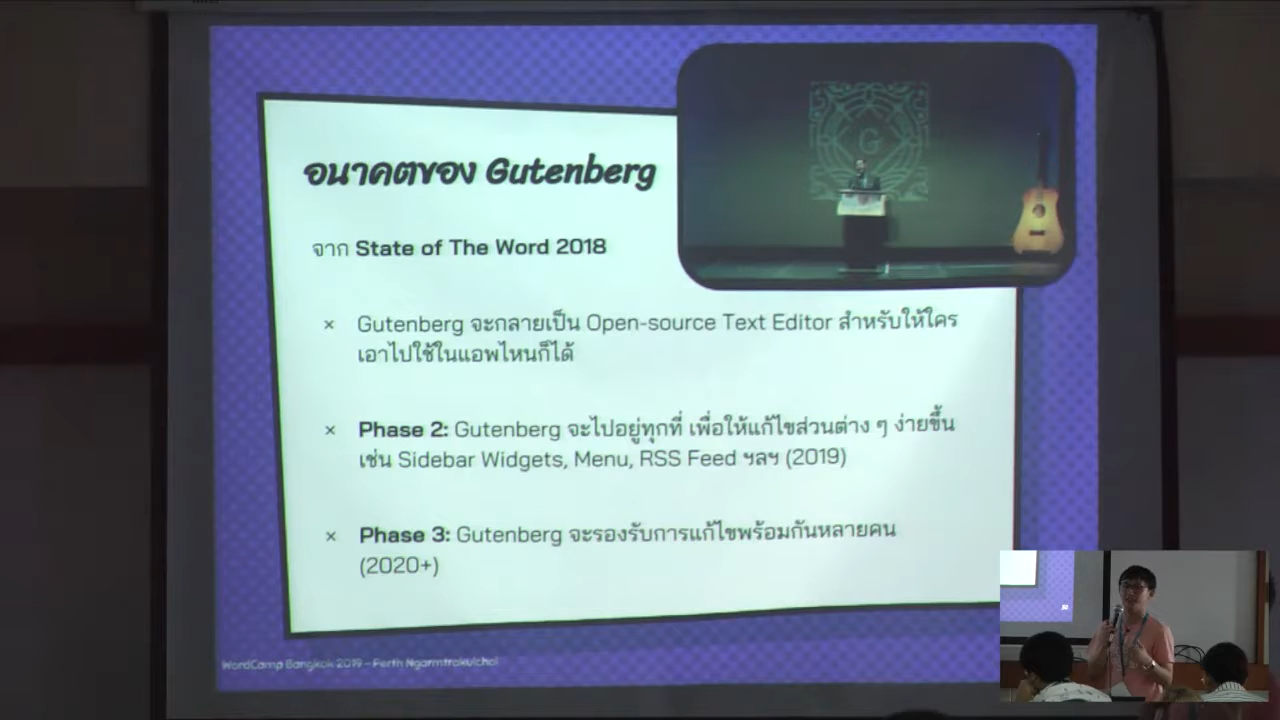 อนาคตของ Gutenberg
จาก State of The Word 2018
× Gutenberg จะกลายเป็น Open-source Text Editor สำหรับให้ใคร
เอาไปใช้ในแอพไหนก็ได้
× Phase 2: Gutenberg จะไปอยู่ทุกที่ เพื่อให้แก้ไขส่วนต่าง ๆ ง่ายขึ้น
เช่น Sidebar Widgets, Menu, RSS Feed ฯลฯ (2019)
× Phase 3: Gutenberg จะรองรับการแก้ไขพร้อมกันหลายคน
(2020+)
WordCamp Bangkok 2019 – Perth Ngarmtrakulchol
G